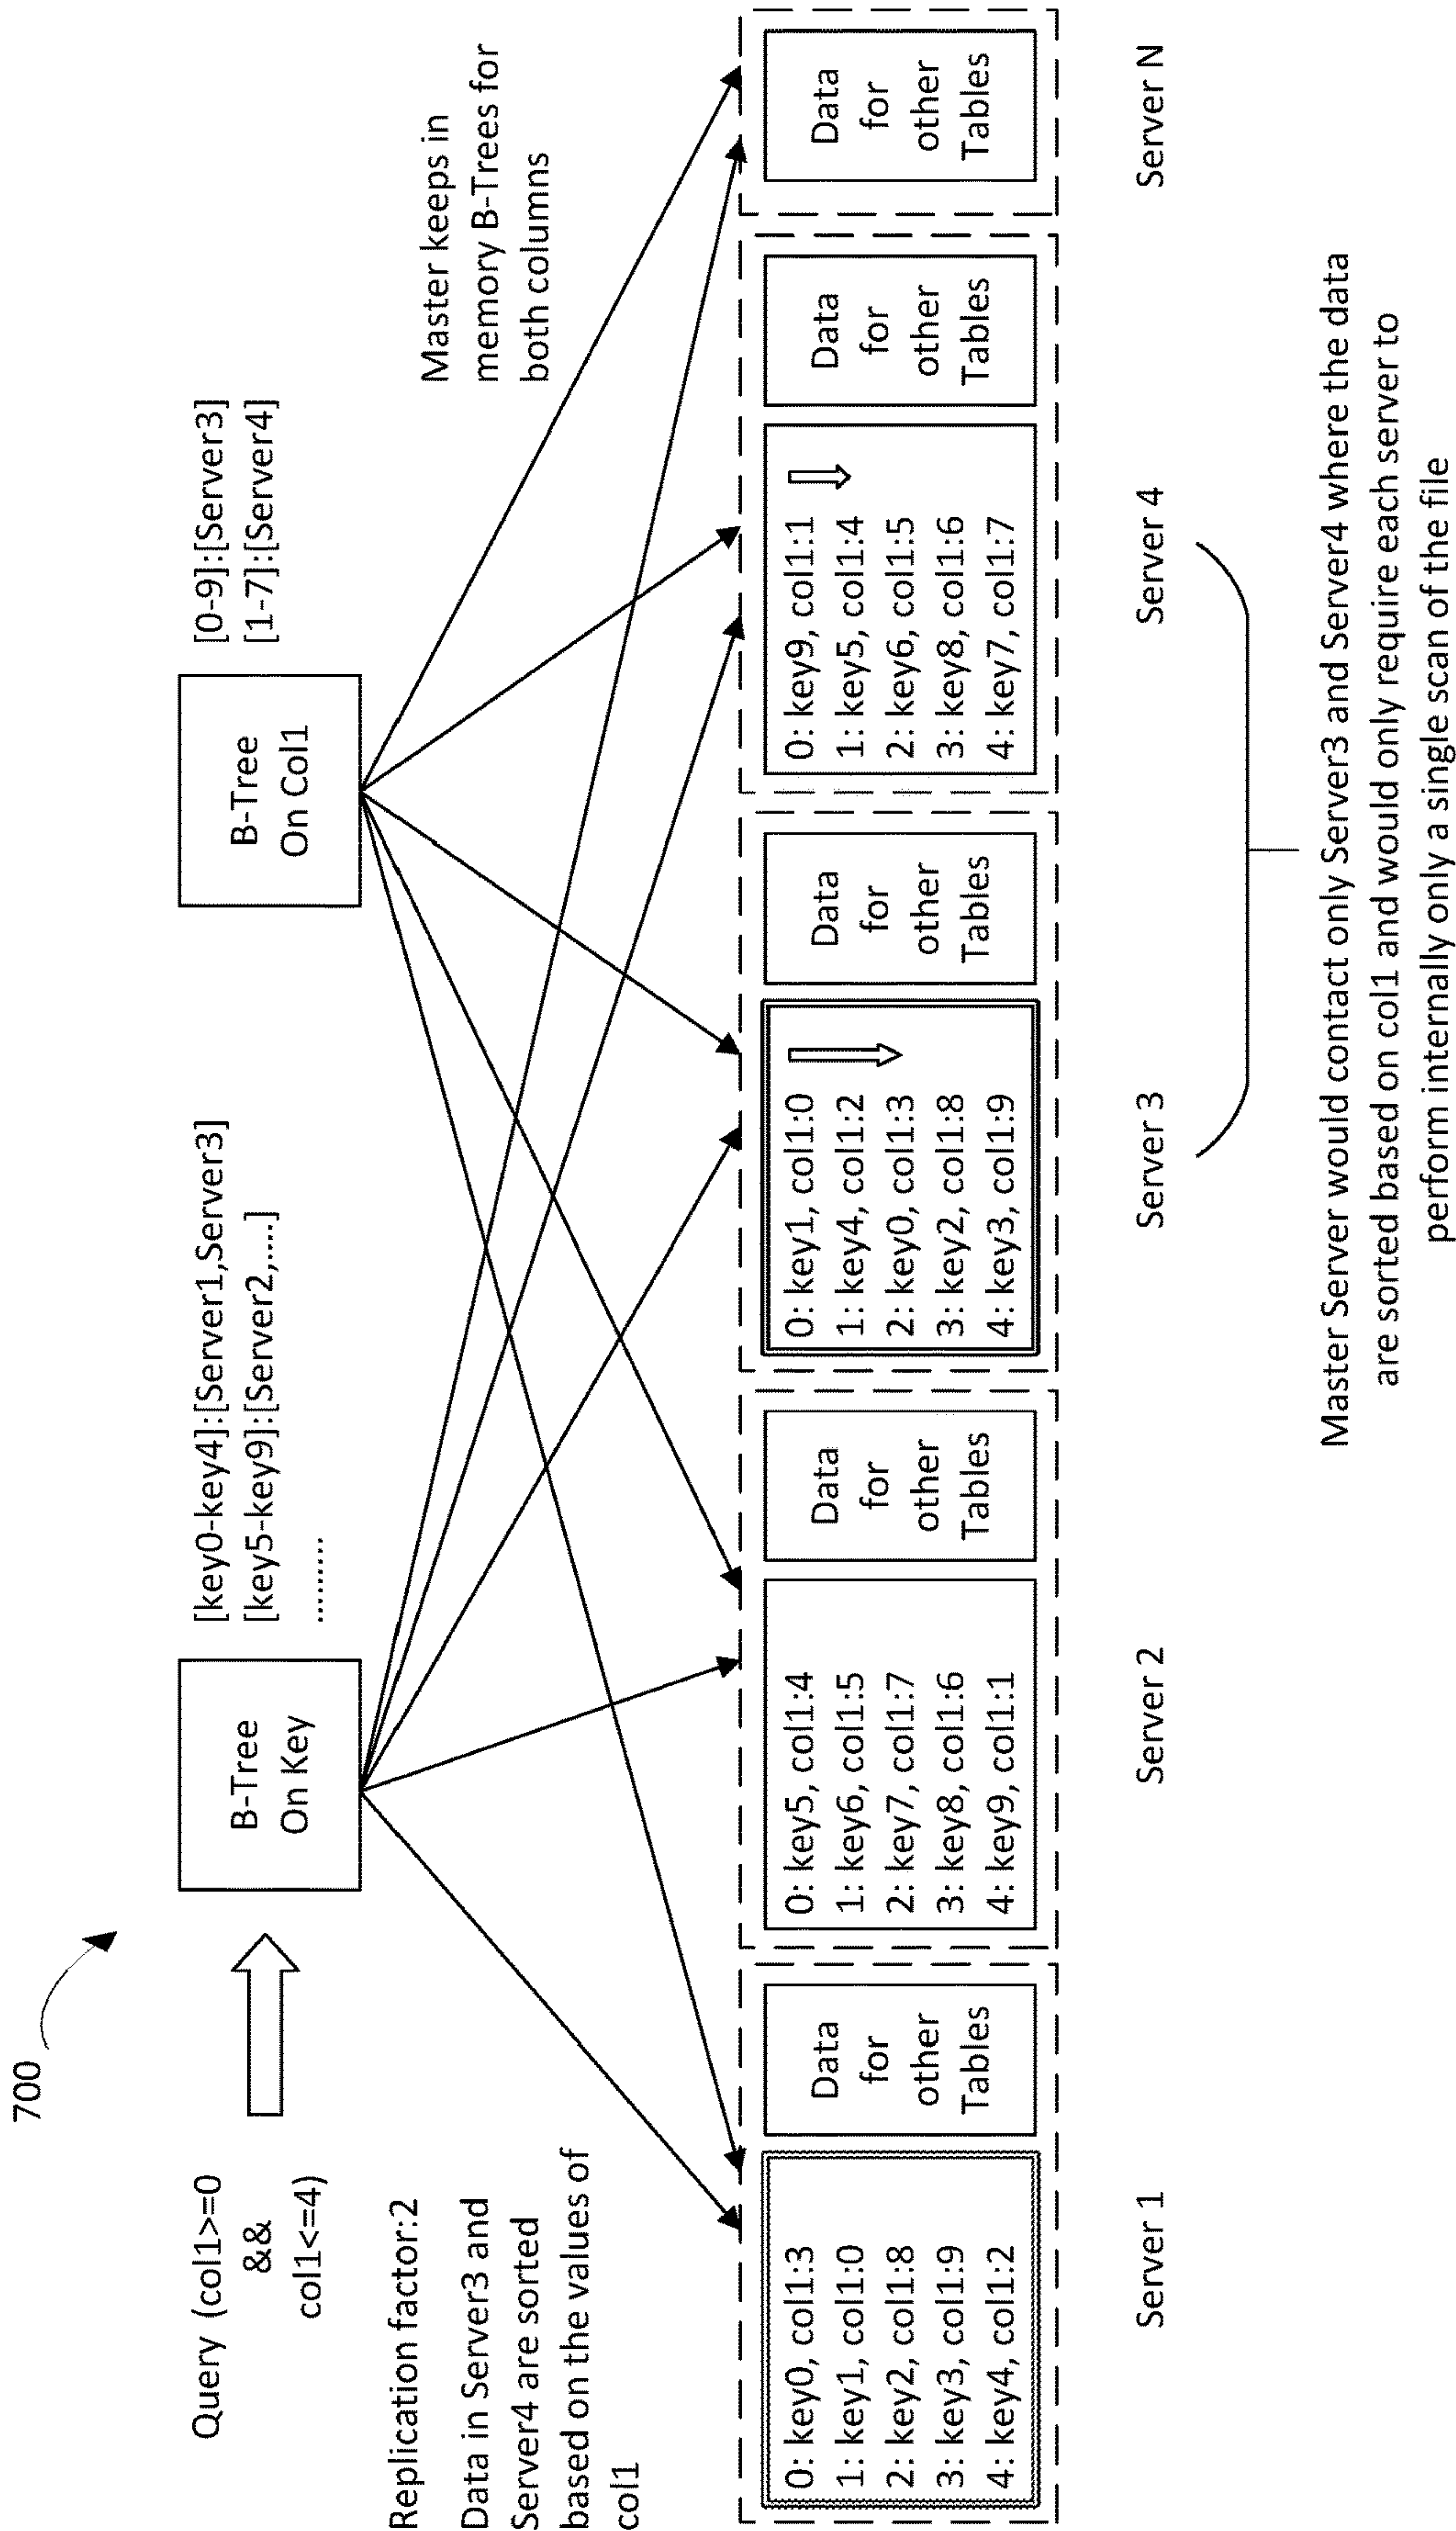 700
Query (col1>=0
&&
col1<=4)
B-Tree
On Key
[key0-key4]:[Server1,Server3]
[key5-key9]:[Server2,....]
.........
B-Tree
On Col1
[0-9]:[Server3]
[1-7]:[Server4]
Replication factor:2
Data in Server3 and
Server4 are sorted
based on the values of
col1
Master keeps in
memory B-Trees for
both columns
0: key0, col1:3
1: key1, col1:0
2: key2, col1:8
3: key3, col1:9
4: key4, col1:2
Data
for
other
Tables
0: key5, col1:4
1: key6, col1:5
2: key7, col1:7
3: key8, col1:6
4: key9, col1:1
Data
for
other
Tables
0: key1, col1:0
1: key4, col1:2
2: key0, col1:3
3: key2, col1:8
4: key3, col1:9
Data
for
other
Tables
0: key9, col1:1
1: key5, col1:4
2: key6, col1:5
3: key8, col1:6
4: key7, col1:7
Data
for
other
Tables
Data
for
other
Tables
Server 1
Server 2
Server 3
Server 4
Server N
Master Server would contact only Server3 and Server4 where the data
are sorted based on col1 and would only require each server to
perform internally only a single scan of the file